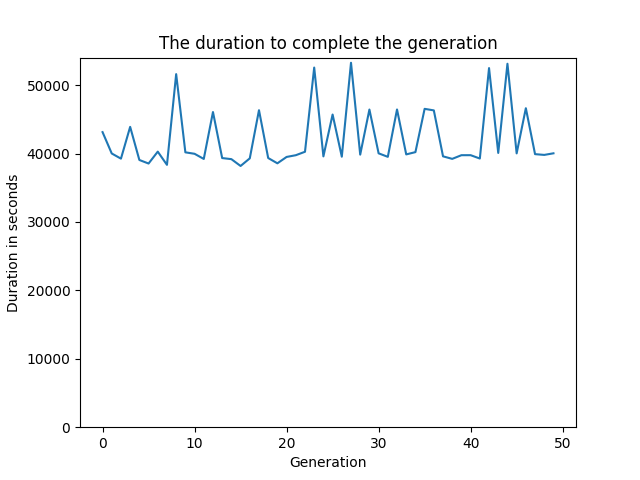 The duration to complete the generation
Duration in seconds
50000
40000
30000
20000
10000
0
0 10 20 30 40 50
Generation